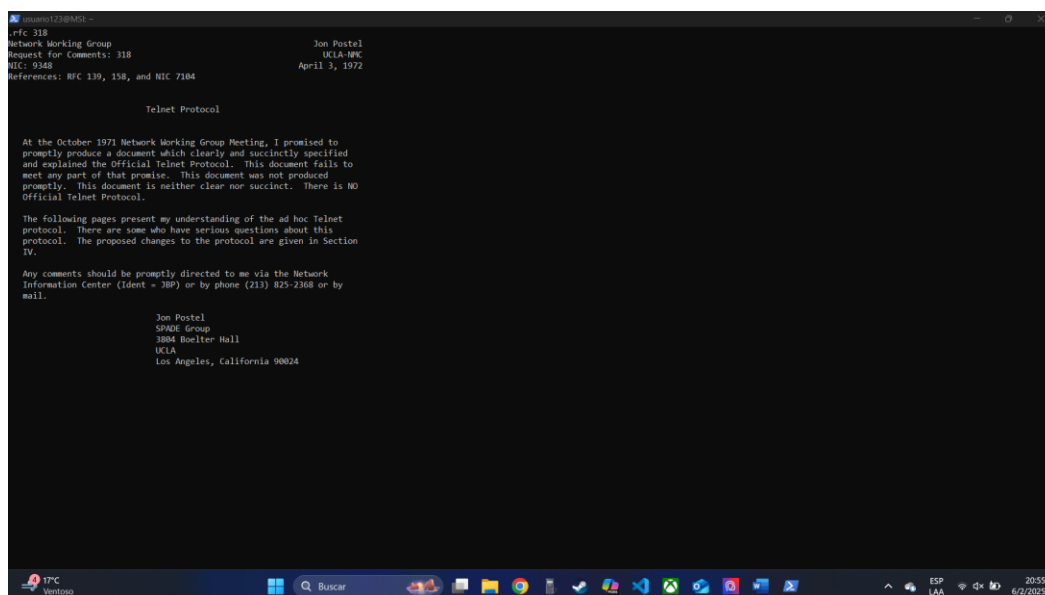 usuario123@MSI: ~
.rfc 318
Network Working Group Jon Postel
Request for Comments: 318 UCLA-NMC
NIC: 9348 April 3, 1972
References: RFC 139, 158, and NIC 7104
Telnet Protocol
At the October 1971 Network Working Group Meeting, I promised to
promptly produce a document which clearly and succinctly specified
and explained the Official Telnet Protocol. This document fails to
meet any part of that promise. This document was not produced
promptly. This document is neither clear nor succinct. There is NO
Official Telnet Protocol.
The following pages present my understanding of the ad hoc Telnet
protocol. There are some who have serious questions about this
protocol. The proposed changes to the protocol are given in Section
IV.
Any comments should be promptly directed to me via the Network
Information Center (Ident = JBP) or by phone (213) 825-2368 or by
mail.
Jon Postel
SPADE Group
3804 Boelter Hall
UCLA
Los Angeles, California 90024
4
17°C
Ventoso
Buscar
ESP
LAA
20:55
6/2/2025